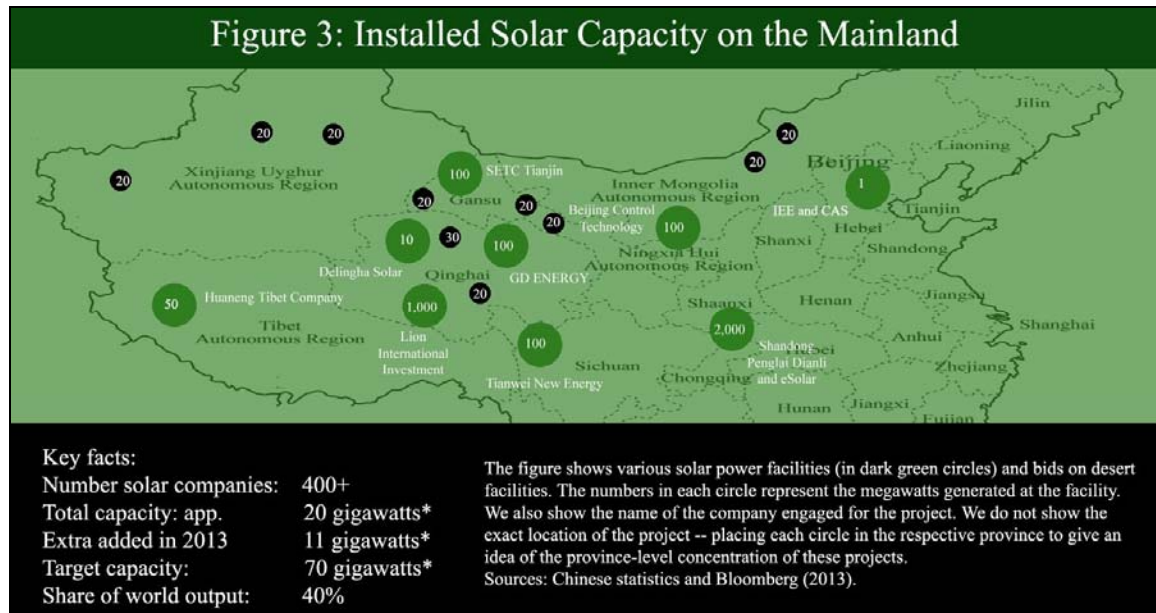 Figure 3: Installed Solar Capacity on the Mainland
Jilin
Liaoning
20
20
20
20
Beijing
Xinjiang Uyghur
Autonomous Region
20
100
SETC Tianjin
Gansu
20
20
20
Inner Mongolia
Autonomous Region
Beijing Control
Technology
100
1
IEE and CAS
Tianjin
Hebei
Shanxi
Shandong
10
30
100
Delingha Solar
Qinghai
GD ENERGY
Ningxia Hui
Autonomous Region
50
Huaneng Tibet Company
20
1,000
Lion
International
Investment
Tibet
Autonomous Region
100
Tianwei New Energy
Sichuan
Shaanxi
2,000
Shandong
Penglai Dianli
and eSolar
Hubei
Henan
Jiangsu
Shanghai
Anhui
Chongqing
Zhejiang
Hunan
Jiangxi
Fujian
Key facts:
Number solar companies: 400+
Total capacity: app. 20 gigawatts*
Extra added in 2013 11 gigawatts*
Target capacity: 70 gigawatts*
Share of world output: 40%
The figure shows various solar power facilities (in dark green circles) and bids on desert
facilities. The numbers in each circle represent the megawatts generated at the facility.
We also show the name of the company engaged for the project. We do not show the
exact location of the project -- placing each circle in the respective province to give an
idea of the province-level concentration of these projects.
Sources: Chinese statistics and Bloomberg (2013).